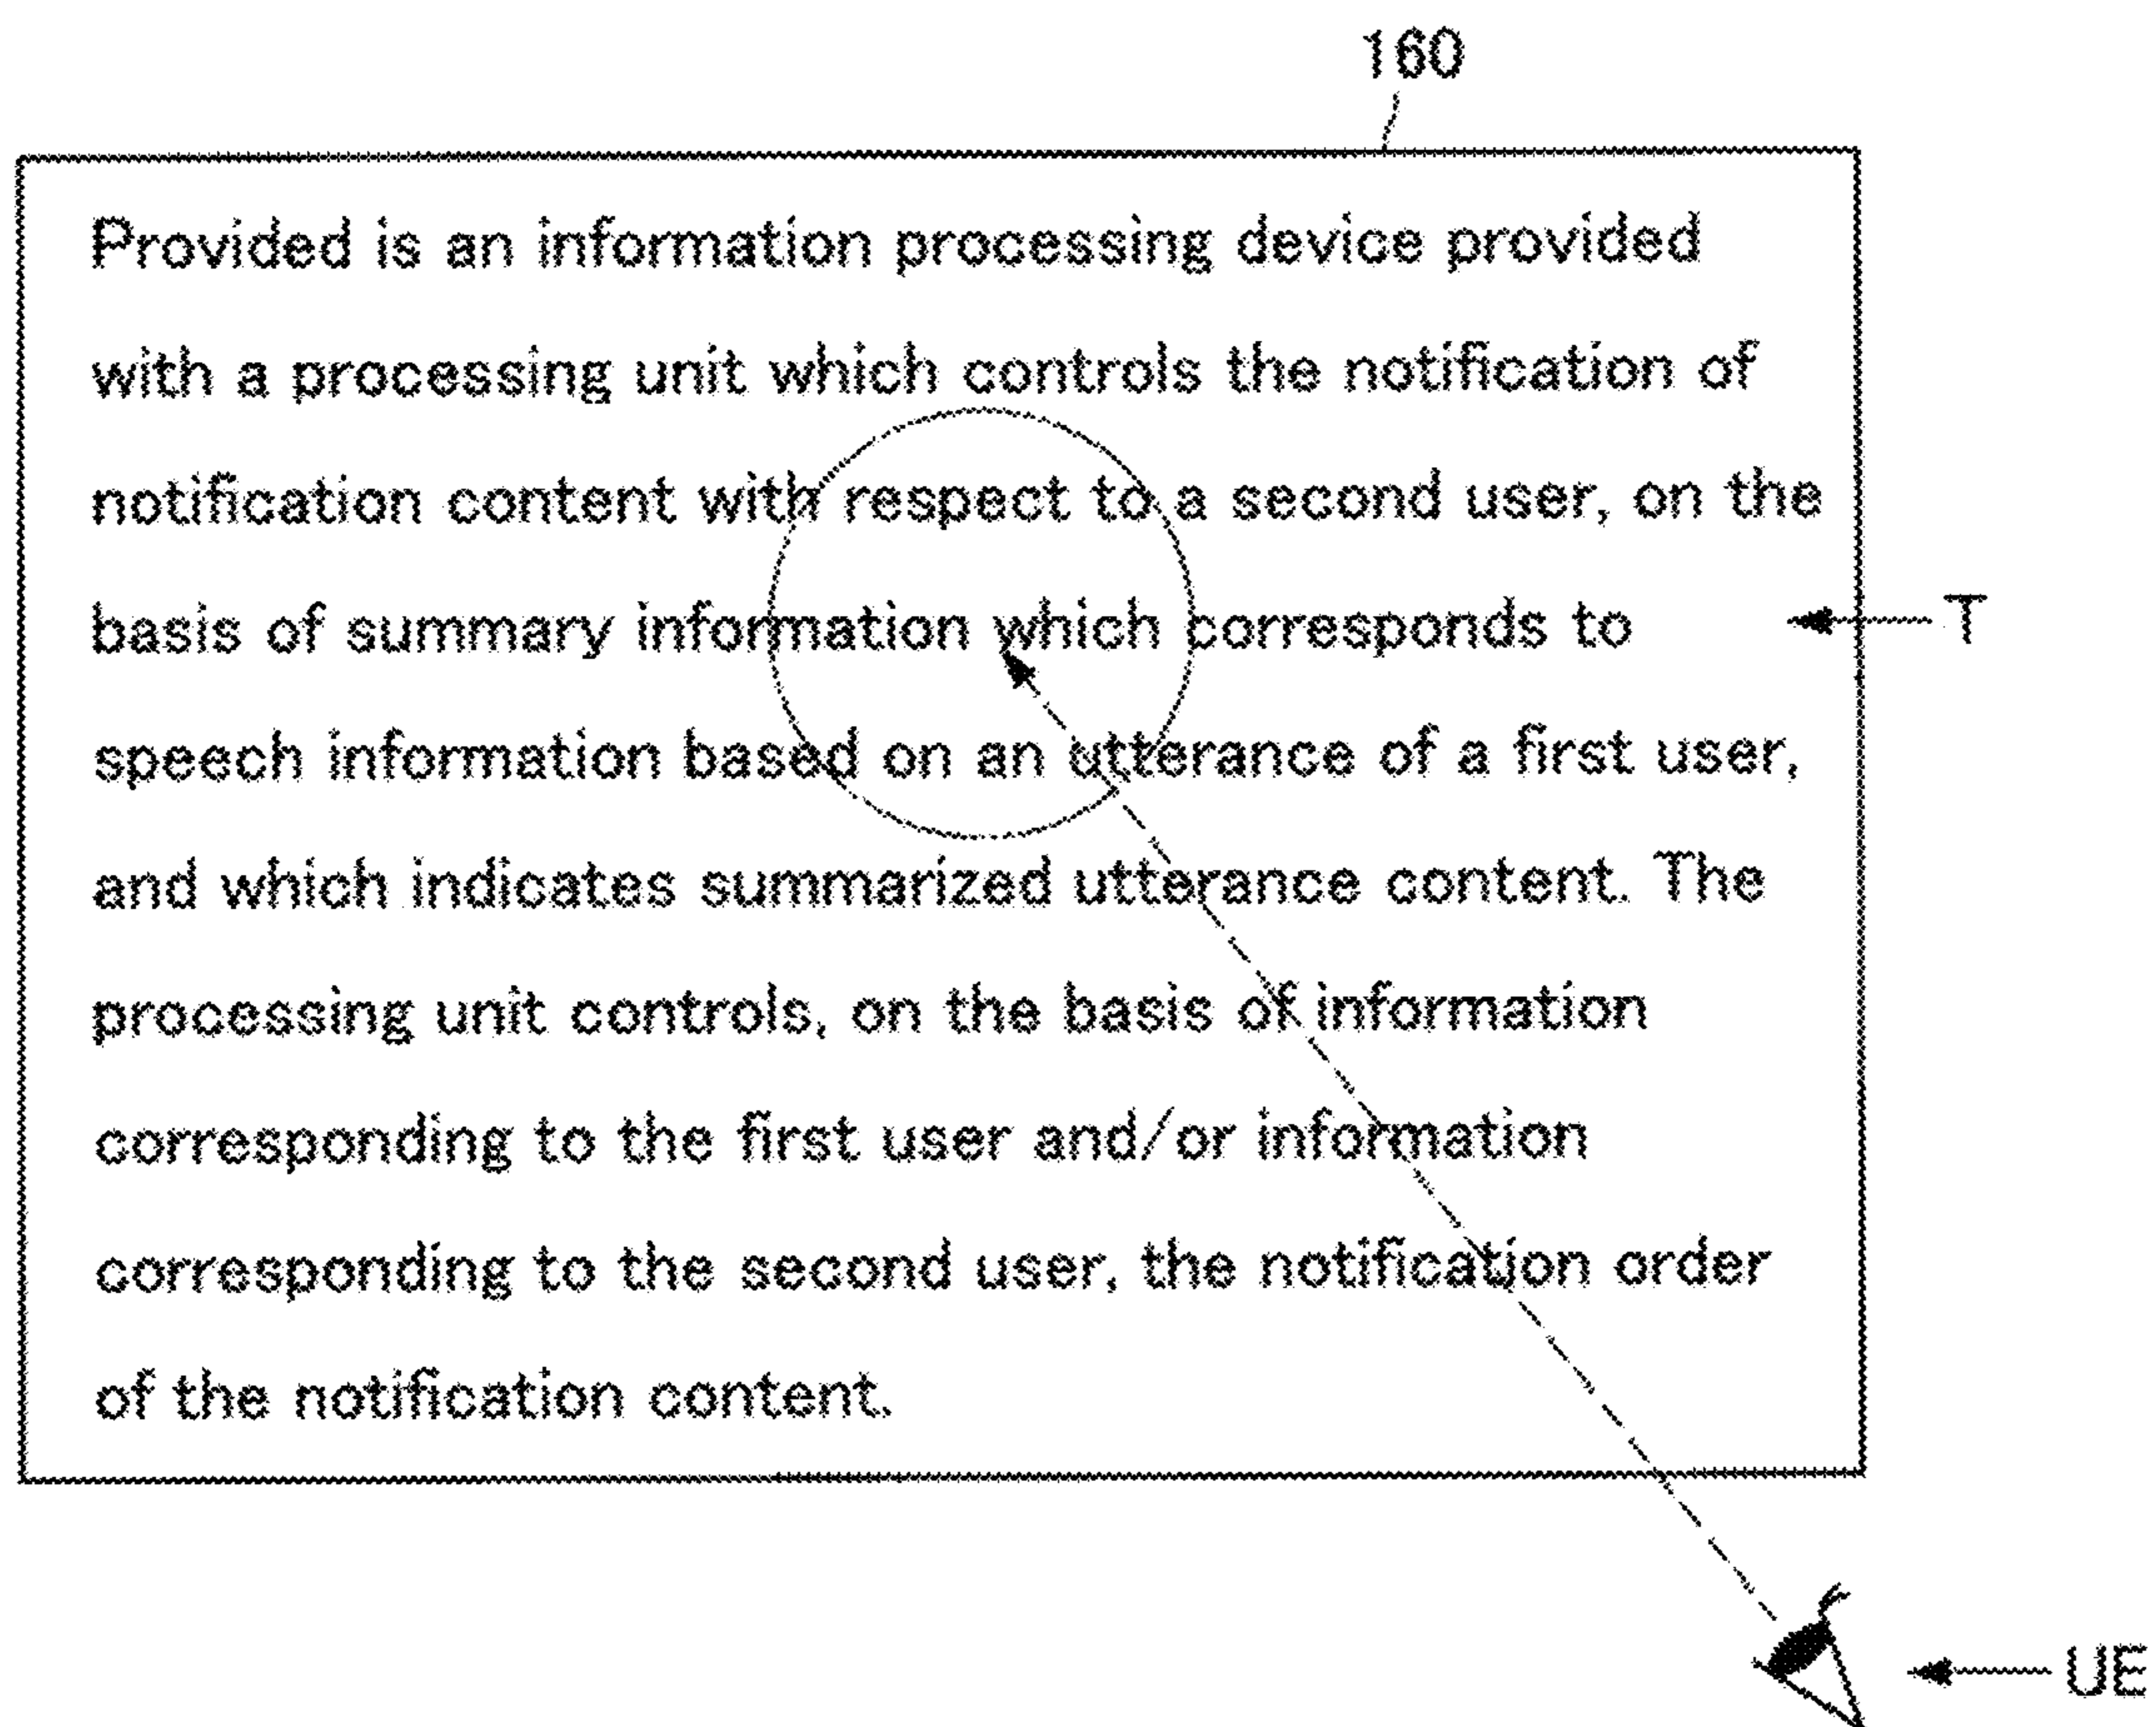 160
Provided is an information processing device provided
with a processing unit which controls the notification of
notification content with respect to a second user, on the
basis of summary information which corresponds to
T
speech information based on an utterance of a first user,
and which indicates summarized utterance content. The
processing unit controls, on the basis of information
corresponding to the first user and/or information
corresponding to the second user, the notification order
of the notification content.
UE